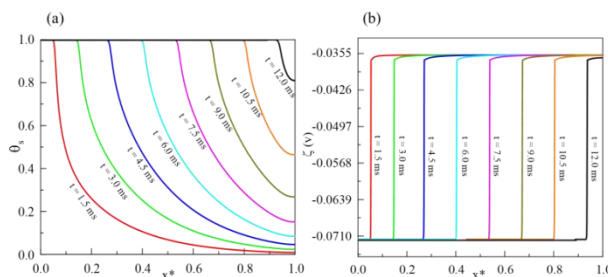 (a)
(b)
θs
1.0
0.8
0.6
0.4
0.2
0.0
t = 1.5 ms
t = 3.0 ms
t = 4.5 ms
t = 6.0 ms
t = 7.5 ms
t = 9.0 ms
t = 10.5 ms
t = 12.0 ms
0.0 0.2 0.4 0.6 0.8 1.0
x*
ζ (v)
-0.0355
-0.0426
-0.0497
-0.0568
-0.0639
-0.0710
t = 1.5 ms
t = 3.0 ms
t = 4.5 ms
t = 6.0 ms
t = 7.5 ms
t = 9.0 ms
t = 10.5 ms
t = 12.0 ms
0.0 0.2 0.4 0.6 0.8 1.0
x*